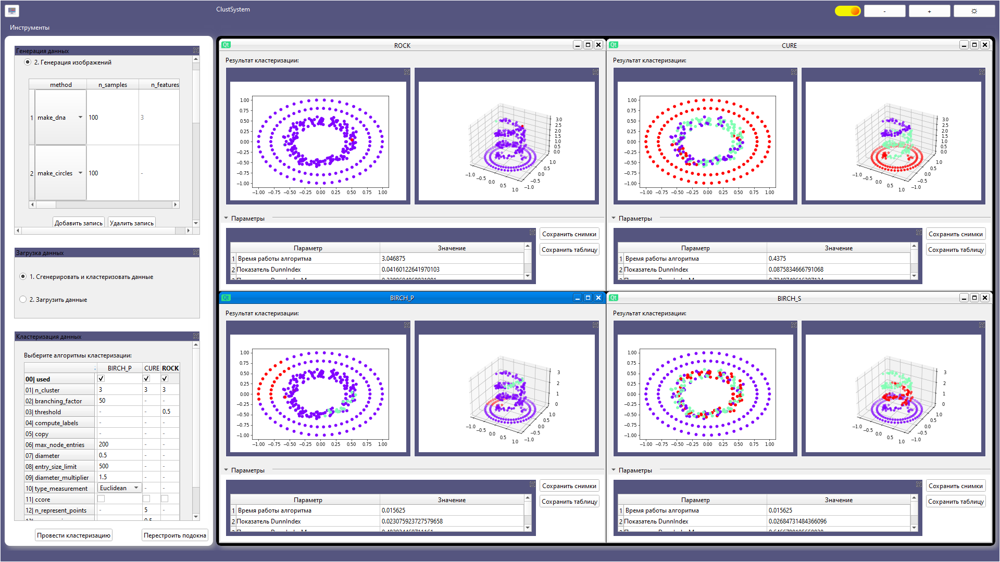 ClustSystem
-
+
Инструменты
Генерация данных
2. Генерация изображений
method n_samples n_features
1 make_dna 100 3
2 make_circles 100 -
Добавить запись Удалить запись
Загрузка данных
1. Сгенерировать и кластеризовать данные
2. Загрузить данные
Кластеризация данных
Выберите алгоритмы кластеризации:
BIRCH_P CURE ROCK
00| used
01| n_cluster 3 3 3
02| branching_factor 50 - -
03| threshold - - 0.5
04| compute_labels - - -
05| copy - - -
06| max_node_entries 200 - -
07| diameter 0.5 - -
08| entry_size_limit 500 - -
09| diameter_multiplier 1.5 - -
10| type_measurement Euclidean - -
11| ccore
12| n_represent_points - 5 -
Провести кластеризацию Перестроить подокна
Qt ROCK
Результат кластеризации:
1.00
0.75
0.50
0.25
0.00
−0.25
−0.50
−0.75
−1.00
−1.00 −0.75 −0.50 −0.25 0.00 0.25 0.50 0.75 1.00
3.0
2.5
2.0
1.5
1.0
0.5
0.0
−1.0 −0.5 0.0 0.5 1.0
−1.0 −0.5 0.0 0.5 1.0
Параметры
Параметр Значение
1 Время работы алгоритма 3.046875
2 Показатель DunnIndex 0.04160122641970103
Сохранить снимки
Сохранить таблицу
Qt CURE
Результат кластеризации:
1.00
0.75
0.50
0.25
0.00
−0.25
−0.50
−0.75
−1.00
−1.00 −0.75 −0.50 −0.25 0.00 0.25 0.50 0.75 1.00
3.0
2.5
2.0
1.5
1.0
0.5
0.0
−1.0 −0.5 0.0 0.5 1.0
−1.0 −0.5 0.0 0.5 1.0
Параметры
Параметр Значение
1 Время работы алгоритма 0.4375
2 Показатель DunnIndex 0.0875834666791068
Сохранить снимки
Сохранить таблицу
Qt BIRCH_P
Результат кластеризации:
1.00
0.75
0.50
0.25
0.00
−0.25
−0.50
−0.75
−1.00
−1.00 −0.75 −0.50 −0.25 0.00 0.25 0.50 0.75 1.00
3
2
1
0
−1.0 −0.5 0.0 0.5 1.0
−1.0 −0.5 0.0 0.5 1.0
Параметры
Параметр Значение
1 Время работы алгоритма 0.015625
2 Показатель DunnIndex 0.023075923727579658
Сохранить снимки
Сохранить таблицу
Qt BIRCH_S
Результат кластеризации:
1.00
0.75
0.50
0.25
0.00
−0.25
−0.50
−0.75
−1.00
−1.00 −0.75 −0.50 −0.25 0.00 0.25 0.50 0.75 1.00
3
2
1
0
−1.0 −0.5 0.0 0.5 1.0
−1.0 −0.5 0.0 0.5 1.0
Параметры
Параметр Значение
1 Время работы алгоритма 0.015625
2 Показатель DunnIndex 0.02684731484366096
Сохранить снимки
Сохранить таблицу